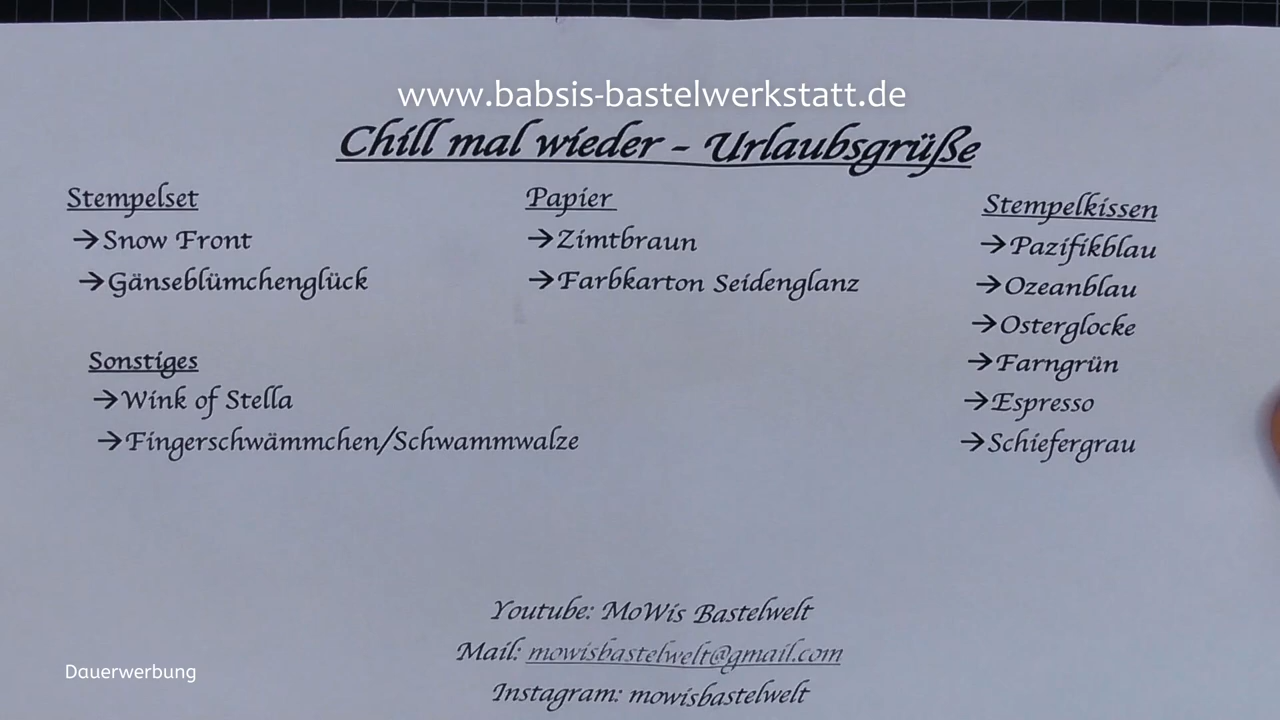 www.babsis-bastelwerkstatt.de
Chill mal wieder - Urlaubsgrüße
Stempelset
→Snow Front
→Gänseblümchenglück
Papier
→Zimtbraun
→Farbkarton Seidenglanz
Stempelkissen
→Pazifikblau
→Ozeanblau
→Osterglocke
→Farngrün
→Espresso
→Schiefergrau
Sonstiges
→Wink of Stella
→Fingerschwämmchen/Schwammwalze
Youtube: MoWis Bastelwelt
Mail: mowisbastelwelt@gmail.com
Instagram: mowisbastelwelt
Dauerwerbung